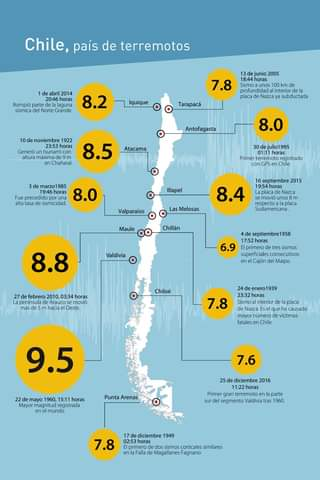 Chile, país de terremotos
1 de abril 2014
20:46 horas
Rompió parte de la laguna
sísmica del Norte Grande.
8.2
Iquique
13 de junio 2005
18:44 horas
Sismo a unos 100 km de
profundidad al interior de la
placa de Nazca ya subductada
7.8
Tarapacá
10 de noviembre 1922
23:53 horas
Generó un tsunami con
altura máxima de 9 m
en Chañaral
8.5
Atacama
Antofagasta
8.0
30 de julio1995
01:11 horas
Primer terremoto registrado
con GPS en Chile
3 de marzo1985
19:46 horas
Fue precedido por una
alta tasa de sismicidad.
8.0
Valparaíso
Illapel
8.4
16 septiembre 2015
19:54 horas
La placa de Nazca
se movió unos 8 m
respecto a la placa
Sudamericana
Las Melosas
6.9
4 de septiembre1958
17:52 horas
El primero de tres sismos
superficiales consecutivos
en el Cajón del Maipo.
8.8
Maule
27 de febrero 2010, 03:34 horas
La península de Arauco se movió
más de 5 m hacia el Oeste.
Chillán
7.8
24 de enero1939
23:32 horas
Sismo al interior de la placa
de Nazca. Es el que ha causado
mayor número de víctimas
fatales en Chile.
Valdivia
9.5
22 de mayo 1960, 15:11 horas
Mayor magnitud registrada
en el mundo.
Chiloé
7.6
25 de diciembre 2016
11:22 horas
Primer gran terremoto en la parte
sur del segmento Valdivia tras 1960.
Punta Arenas
7.8
17 de diciembre 1949
02:53 horas
El primero de dos sismos corticales similares
en la Falla de Magallanes-Fagnano